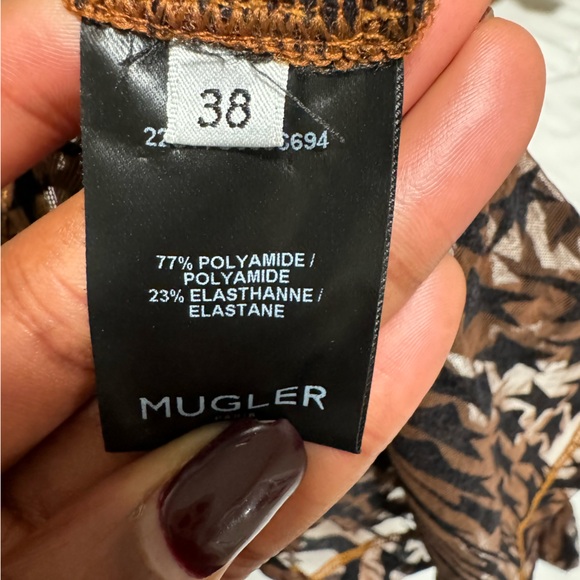 38
77% POLYAMIDE /
POLYAMIDE
23% ELASTHANNE /
ELASTANE
MUGLER